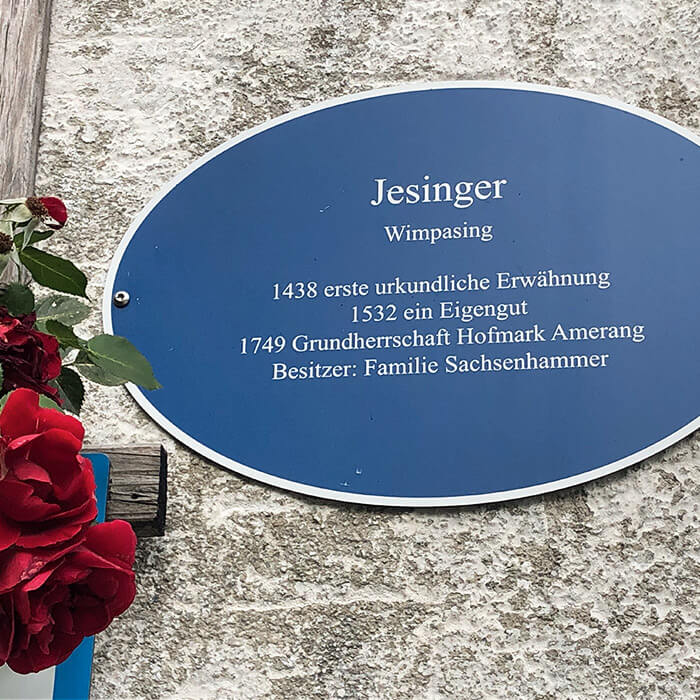 Jesinger
Wimpasing
1438 erste urkundliche Erwähnung
1532 ein Eigengut
1749 Grundherrschaft Hofmark Amerang
Besitzer: Familie Sachsenhammer